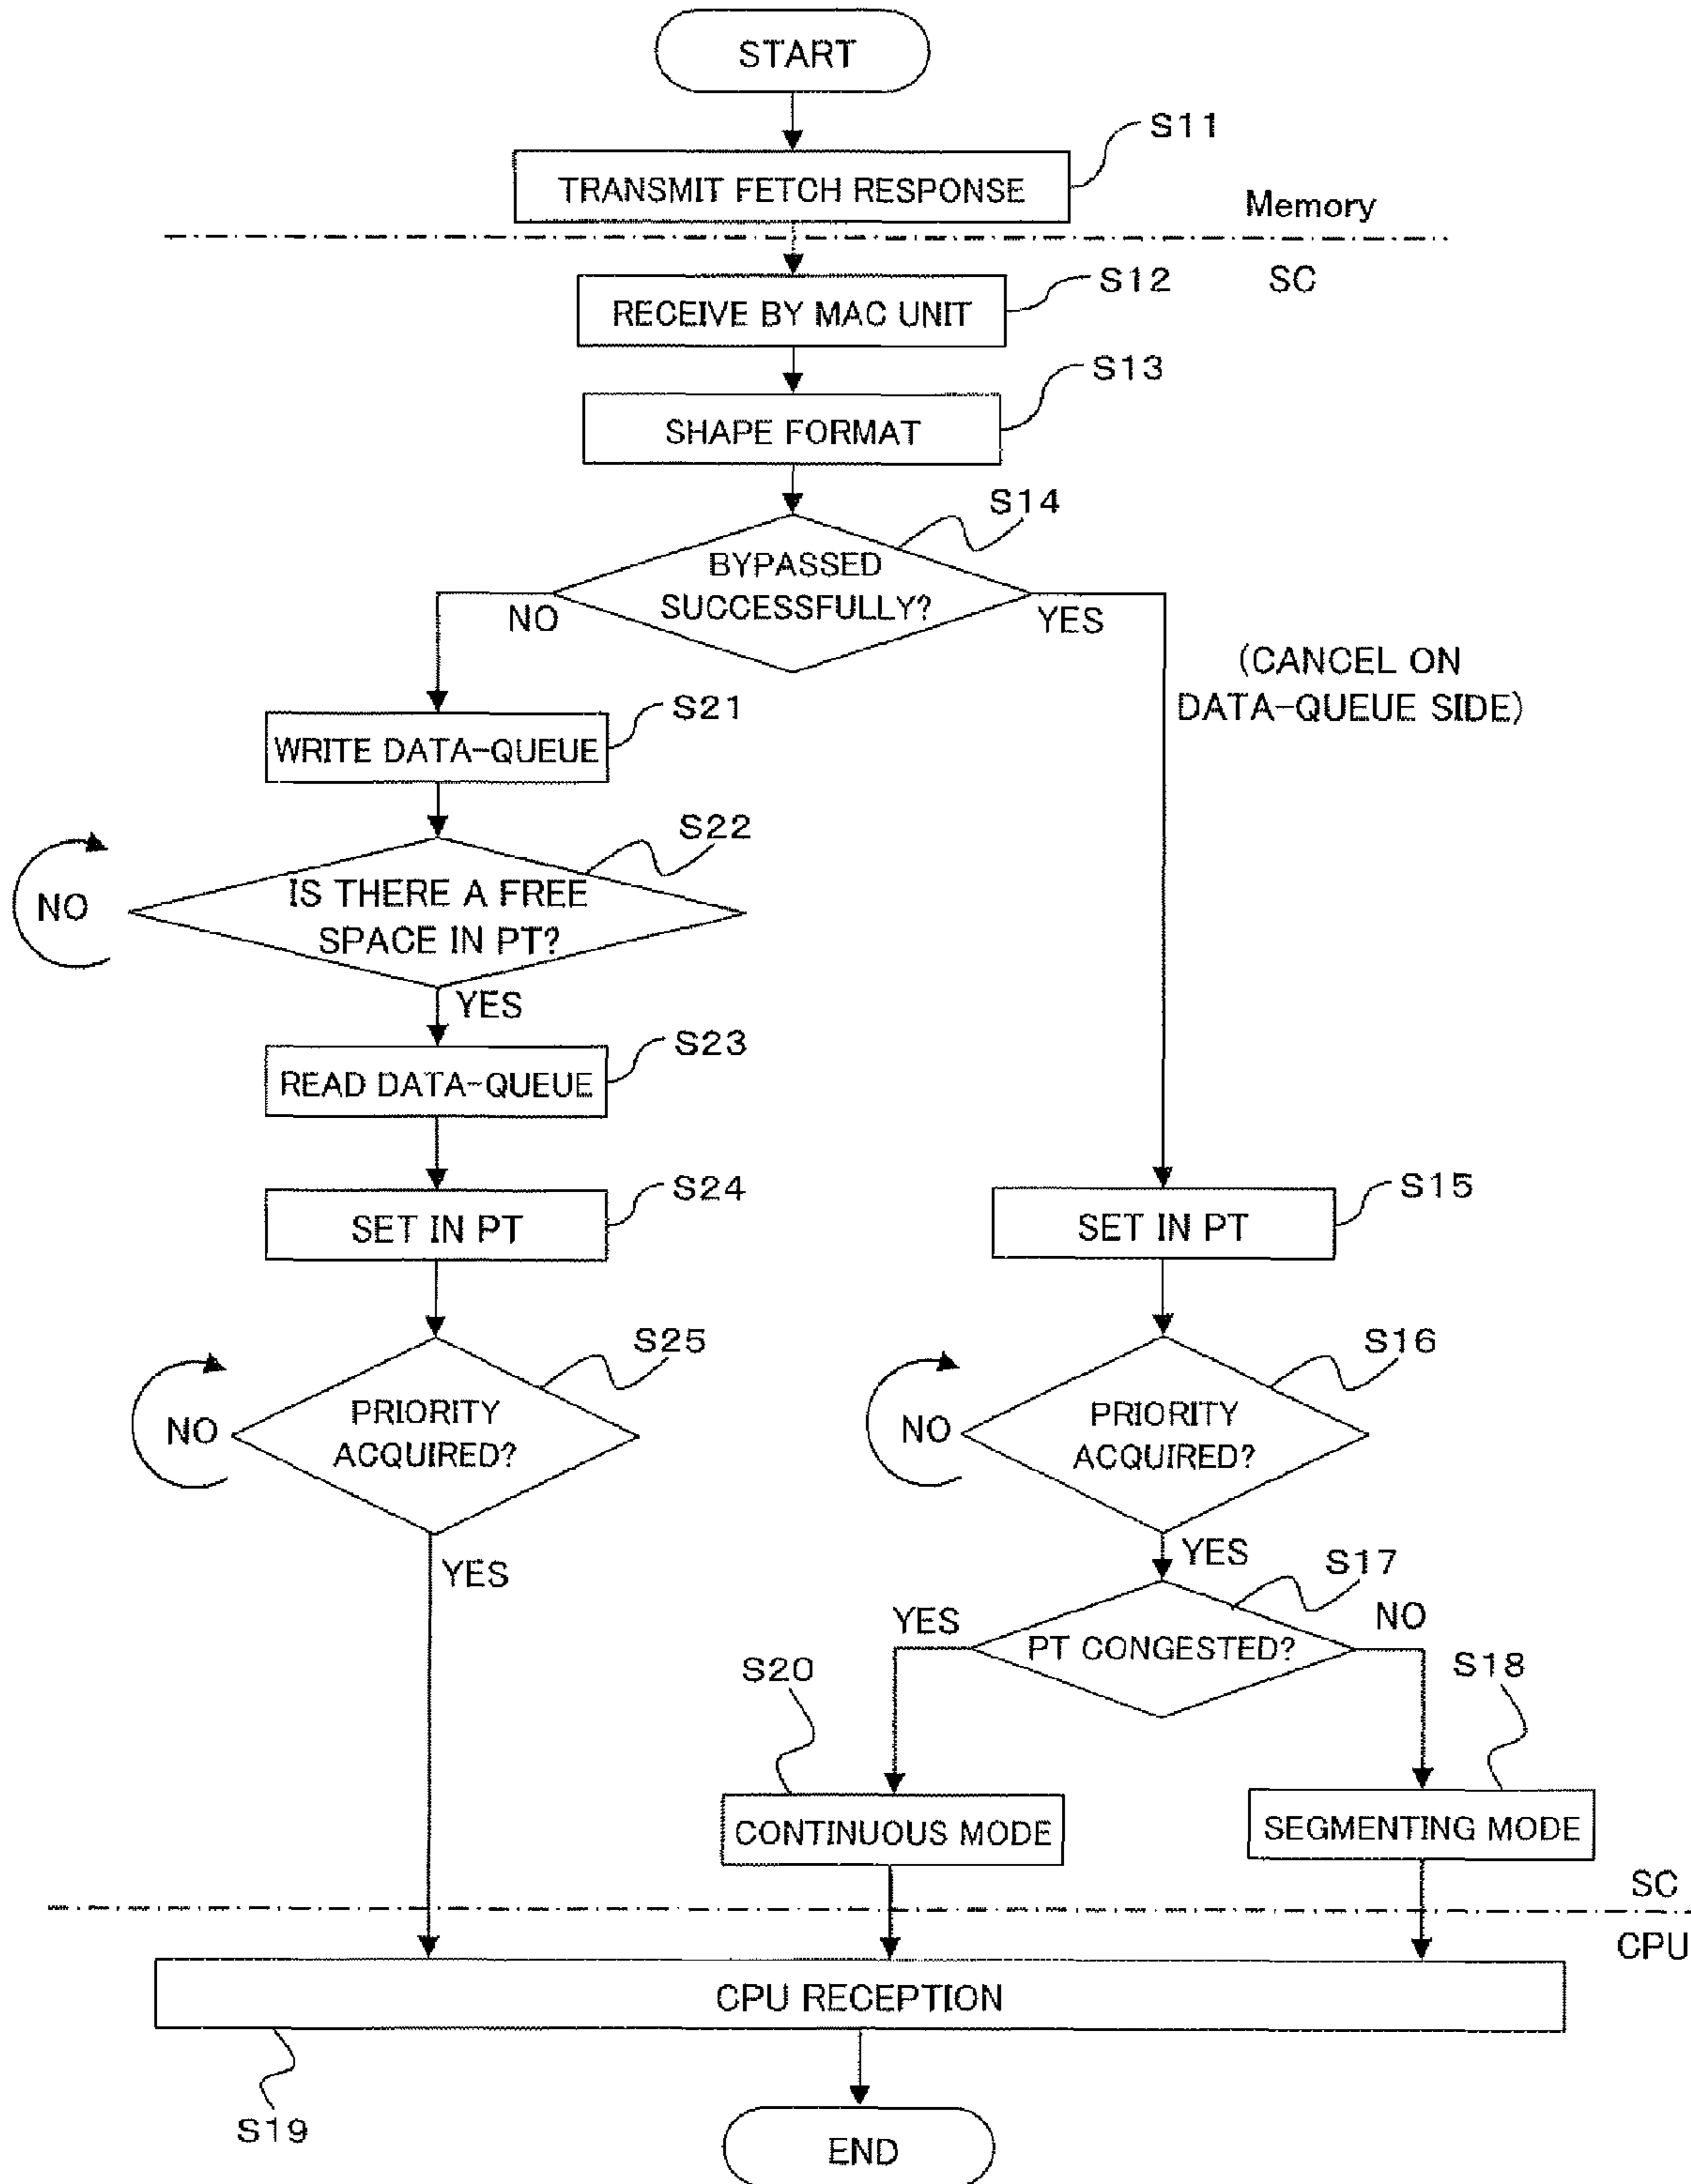 START
S11
TRANSMIT FETCH RESPONSE
Memory
SC
S12
RECEIVE BY MAC UNIT
S13
SHAPE FORMAT
S14
BYPASSED
SUCCESSFULLY?
NO
YES
(CANCEL ON
DATA-QUEUE SIDE)
S21
WRITE DATA-QUEUE
S22
IS THERE A FREE
SPACE IN PT?
NO
YES
S23
READ DATA-QUEUE
S24
SET IN PT
S15
SET IN PT
S25
PRIORITY
ACQUIRED?
NO
YES
S16
PRIORITY
ACQUIRED?
NO
YES
S17
PT CONGESTED?
YES
NO
S20
CONTINUOUS MODE
S18
SEGMENTING MODE
SC
CPU
CPU RECEPTION
S19
END